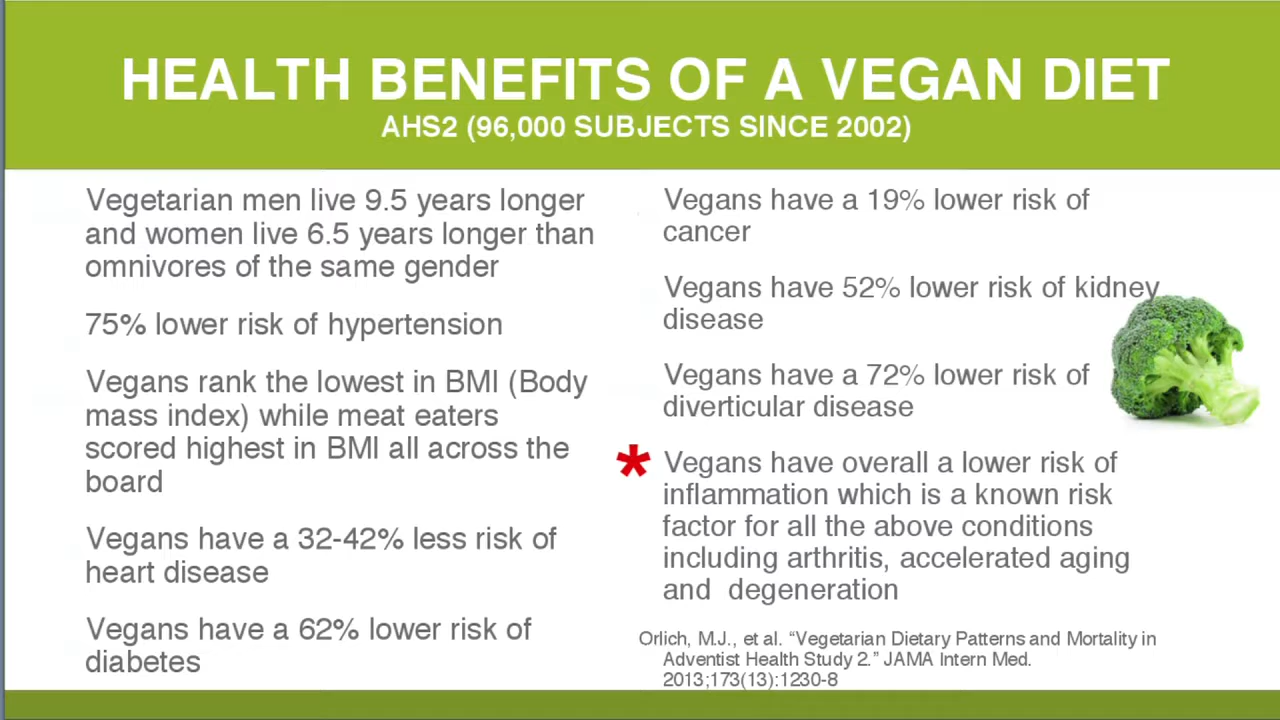 HEALTH BENEFITS OF A VEGAN DIET
AHS2 (96,000 SUBJECTS SINCE 2002)
Vegetarian men live 9.5 years longer
and women live 6.5 years longer than
omnivores of the same gender
75% lower risk of hypertension
Vegans rank the lowest in BMI (Body
mass index) while meat eaters
scored highest in BMI all across the
board
Vegans have a 32-42% less risk of
heart disease
Vegans have a 62% lower risk of
diabetes
Vegans have a 19% lower risk of
cancer
Vegans have 52% lower risk of kidney
disease
Vegans have a 72% lower risk of
diverticular disease
* Vegans have overall a lower risk of
inflammation which is a known risk
factor for all the above conditions
including arthritis, accelerated aging
and  degeneration
Orlich, M.J., et al. “Vegetarian Dietary Patterns and Mortality in
Adventist Health Study 2.” JAMA Intern Med.
2013;173(13):1230-8